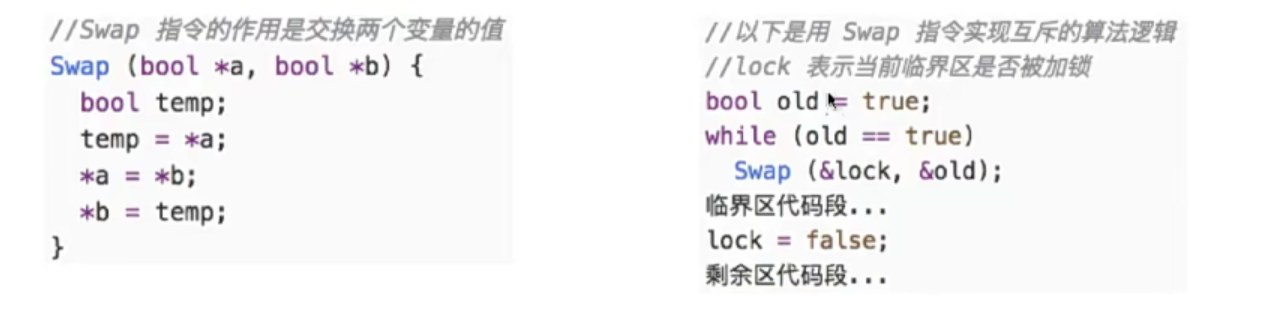 //Swap 指令的作用是交换两个变量的值
Swap (bool *a, bool *b) {
  bool temp;
  temp = *a;
  *a = *b;
  *b = temp;
}
//以下是用 Swap 指令实现互斥的算法逻辑
//lock 表示当前临界区是否被加锁
bool old = true;
while (old == true)
  Swap (&lock, &old);
临界区代码段...
lock = false;
剩余区代码段...